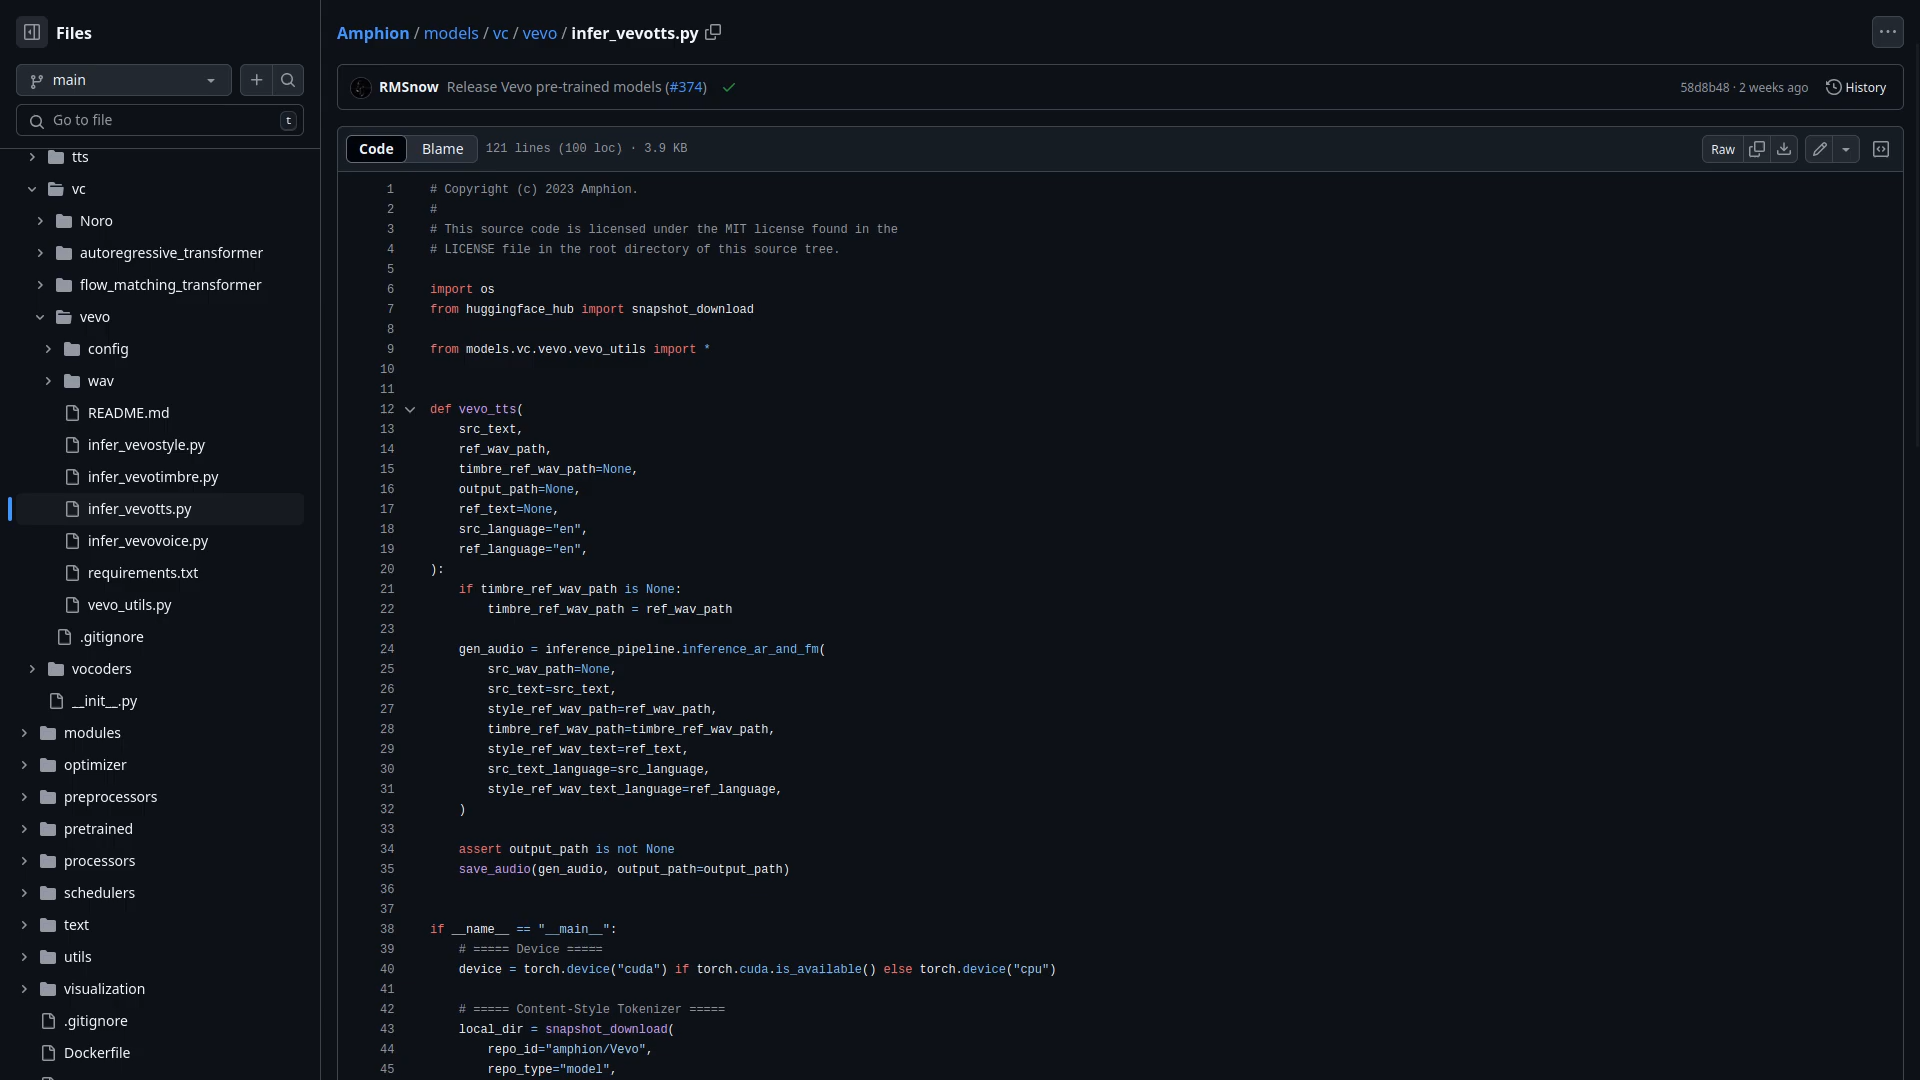 Files
main
Go to file
t
tts
vc
Noro
autoregressive_transformer
flow_matching_transformer
vevo
config
wav
README.md
infer_vevostyle.py
infer_vevotimbre.py
infer_vevotts.py
infer_vevovoice.py
requirements.txt
vevo_utils.py
.gitignore
vocoders
__init__.py
modules
optimizer
preprocessors
pretrained
processors
schedulers
text
utils
visualization
.gitignore
Dockerfile
Amphion / models / vc / vevo / infer_vevotts.py
RMSnow Release Vevo pre-trained models (#374)
58d8b48 · 2 weeks ago
History
Code Blame 121 lines (100 loc) · 3.9 KB
Raw
1 # Copyright (c) 2023 Amphion.
2 #
3 # This source code is licensed under the MIT license found in the
4 # LICENSE file in the root directory of this source tree.
5
6 import os
7 from huggingface_hub import snapshot_download
8
9 from models.vc.vevo.vevo_utils import *
10
11
12 def vevo_tts(
13     src_text,
14     ref_wav_path,
15     timbre_ref_wav_path=None,
16     output_path=None,
17     ref_text=None,
18     src_language="en",
19     ref_language="en",
20 ):
21     if timbre_ref_wav_path is None:
22         timbre_ref_wav_path = ref_wav_path
23
24     gen_audio = inference_pipeline.inference_ar_and_fm(
25         src_wav_path=None,
26         src_text=src_text,
27         style_ref_wav_path=ref_wav_path,
28         timbre_ref_wav_path=timbre_ref_wav_path,
29         style_ref_wav_text=ref_text,
30         src_text_language=src_language,
31         style_ref_wav_text_language=ref_language,
32     )
33
34     assert output_path is not None
35     save_audio(gen_audio, output_path=output_path)
36
37
38 if __name__ == "__main__":
39     # ===== Device =====
40     device = torch.device("cuda") if torch.cuda.is_available() else torch.device("cpu")
41
42     # ===== Content-Style Tokenizer =====
43     local_dir = snapshot_download(
44         repo_id="amphion/Vevo",
45         repo_type="model",